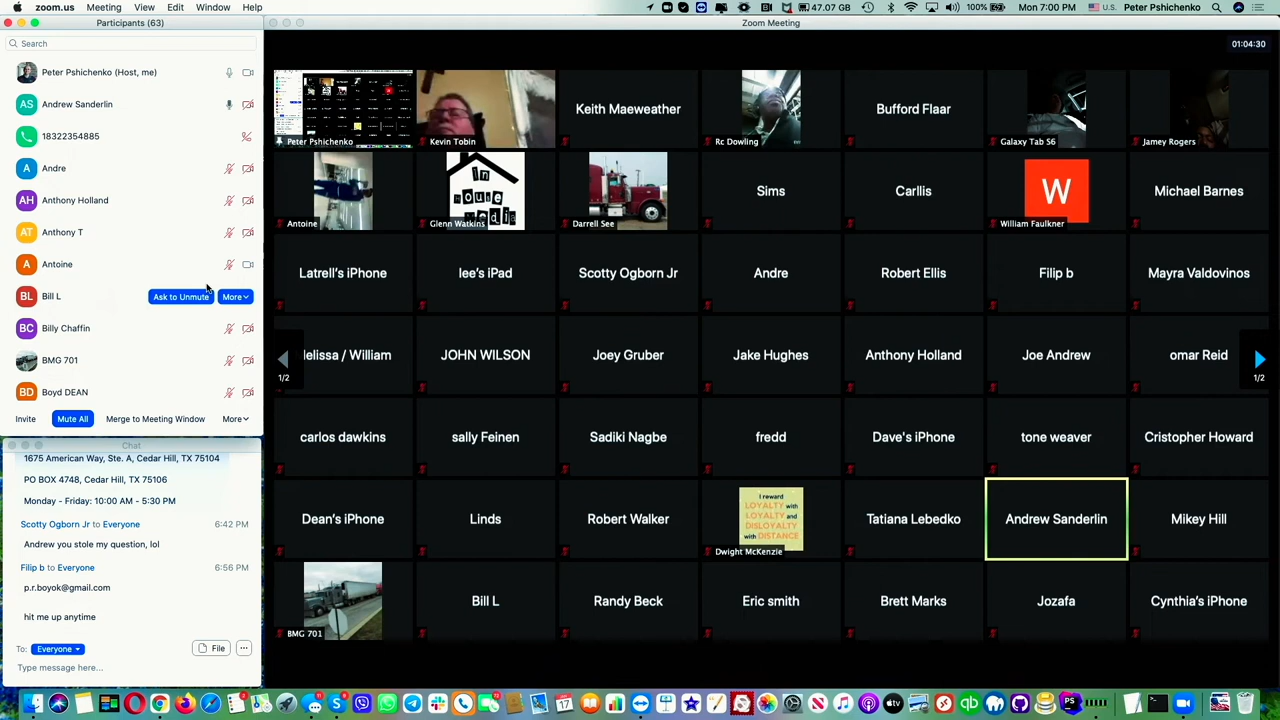 zoom.us Meeting View Edit Window Help
47.07 GB 100% U.S. Mon 7:00 PM Peter Pshichenko
Participants (63)
Zoom Meeting
01:04:30
Search
Peter Pshichenko (Host, me)
AS Andrew Sanderlin
18322354885
A Andre
AH Anthony Holland
AT Anthony T
A Antoine
BL Bill L Ask to Unmute More
BC Billy Chaffin
BMG 701
BD Boyd DEAN
Invite Mute All Merge to Meeting Window More
Chat
1675 American Way, Ste. A, Cedar Hill, TX 75104
PO BOX 4748, Cedar Hill, TX 75106
Monday - Friday: 10:00 AM - 5:30 PM
Scotty Ogborn Jr to Everyone 6:42 PM
Andrew you stole my question, lol
Filip b to Everyone 6:56 PM
p.r.boyok@gmail.com
hit me up anytime
To: Everyone File
Type message here...
Keith Maeweather
Bufford Flaar
Peter Pshichenko
Kevin Tobin
Rc Dowling
Galaxy Tab S6
Jamey Rogers
in
House
Sims
Carllis
W
Michael Barnes
Antoine
Glenn Watkins
Darrell See
William Faulkner
Latrell's iPhone
lee's iPad
Scotty Ogborn Jr
Andre
Robert Ellis
Filip b
Mayra Valdovinos
elissa / William
JOHN WILSON
Joey Gruber
Jake Hughes
Anthony Holland
Joe Andrew
omar Reid
1/2
1/2
carlos dawkins
sally Feinen
Sadiki Nagbe
fredd
Dave's iPhone
tone weaver
Cristopher Howard
Dean's iPhone
Linds
Robert Walker
I reward
LOYALTY with
LOYALTY and
DISLOYALTY
with DISTANCE
Dwight McKenzie
Tatiana Lebedko
Andrew Sanderlin
Mikey Hill
BMG 701
Bill L
Randy Beck
Eric smith
Brett Marks
Jozafa
Cynthia's iPhone